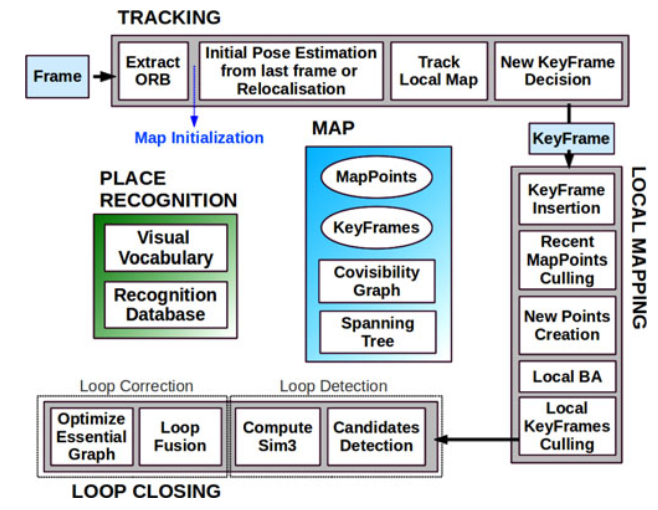 TRACKING
Frame
Extract
ORB
Initial Pose Estimation
from last frame or
Relocalisation
Track
Local Map
New KeyFrame
Decision
Map Initialization
KeyFrame
MAP
MapPoints
KeyFrames
Covisibility
Graph
Spanning
Tree
PLACE
RECOGNITION
Visual
Vocabulary
Recognition
Database
LOCAL MAPPING
KeyFrame
Insertion
Recent
MapPoints
Culling
New Points
Creation
Local BA
Local
KeyFrames
Culling
Loop Correction
Loop Detection
Optimize
Essential
Graph
Loop
Fusion
Compute
Sim3
Candidates
Detection
LOOP CLOSING